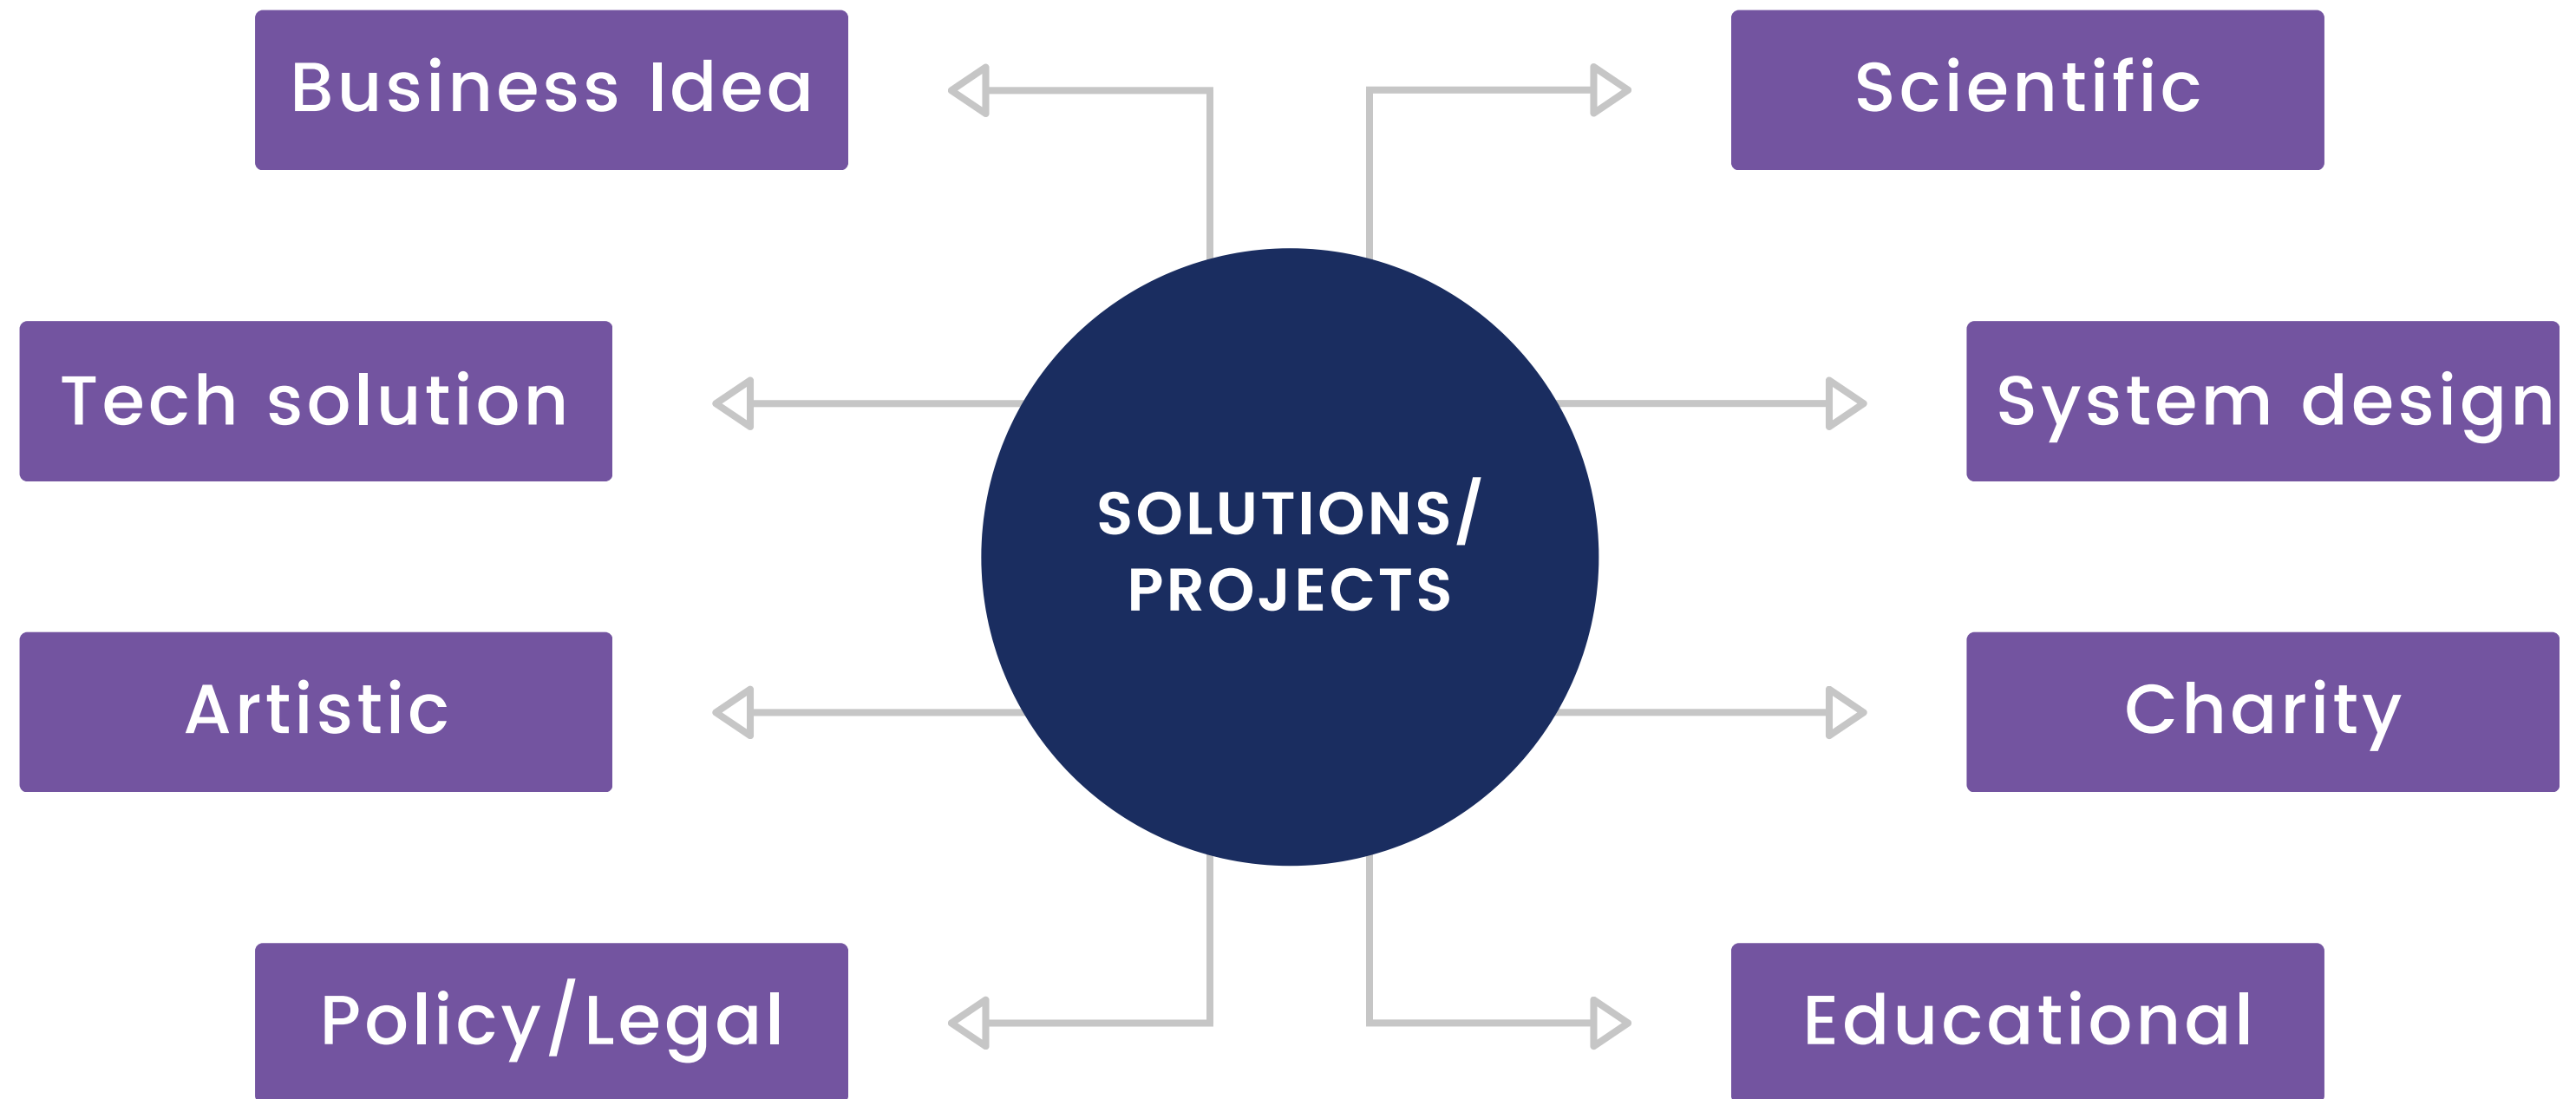 Business Idea
Scientific
Tech solution
System design
SOLUTIONS/
PROJECTS
Artistic
Charity
Policy/Legal
Educational